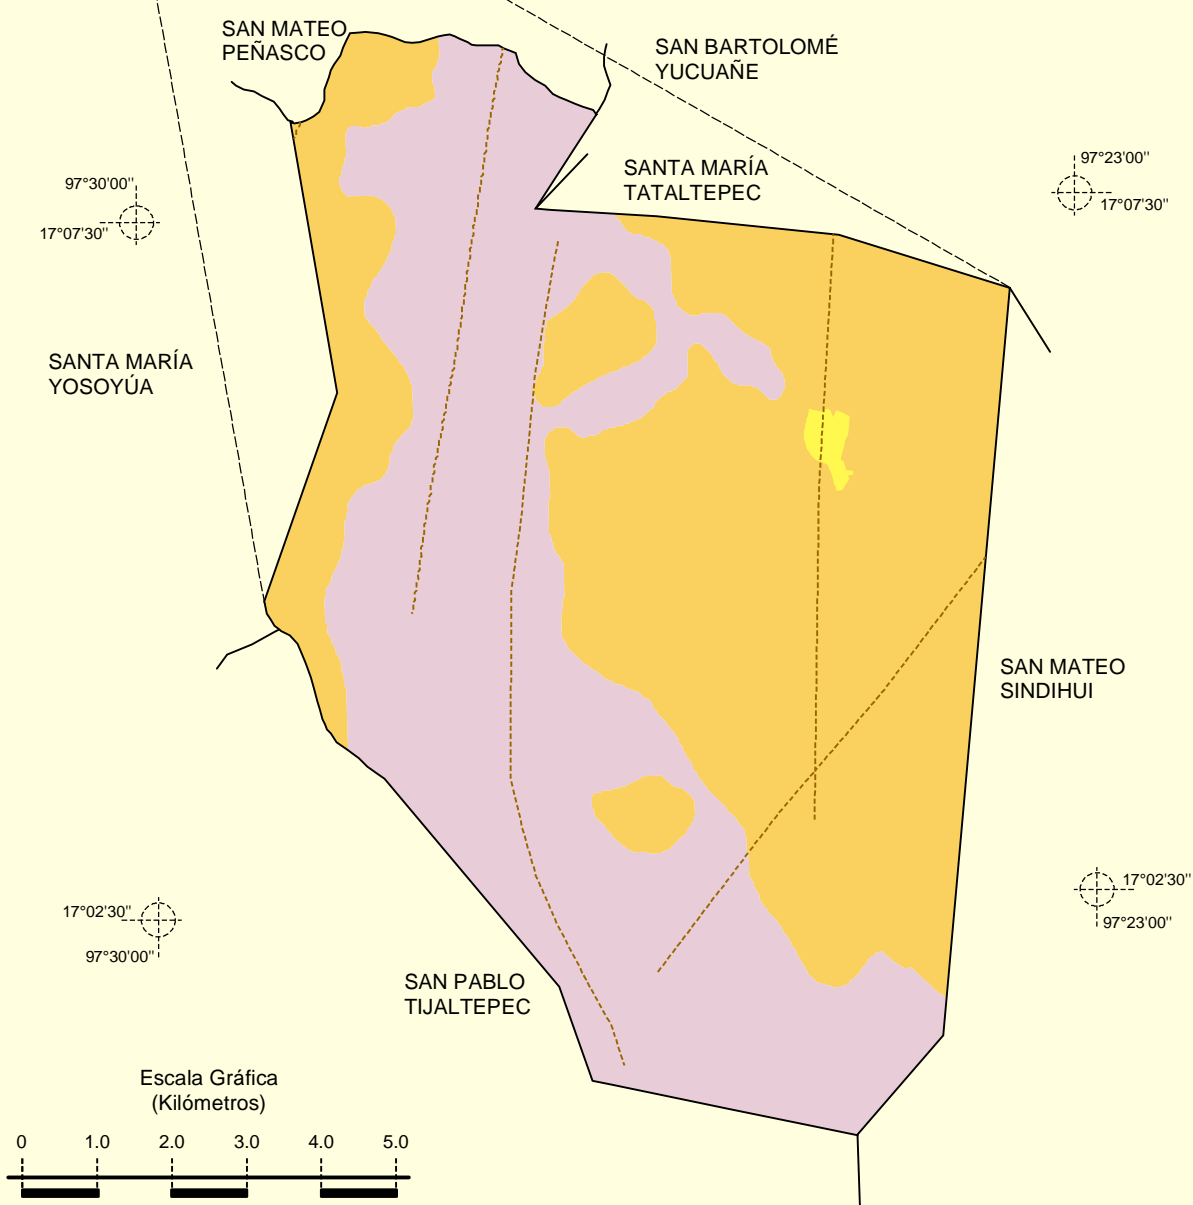 SAN MATEO
PEÑASCO
SAN BARTOLOMÉ
YUCUAÑE
SANTA MARÍA
TATALTEPEC
97°23'00''
17°07'30''
97°30'00''
17°07'30''
SANTA MARÍA
YOSOYÚA
SAN MATEO
SINDIHUI
17°02'30''
97°23'00''
17°02'30''
97°30'00''
SAN PABLO
TIJALTEPEC
Escala Gráfica
(Kilómetros)
0 1.0 2.0 3.0 4.0 5.0